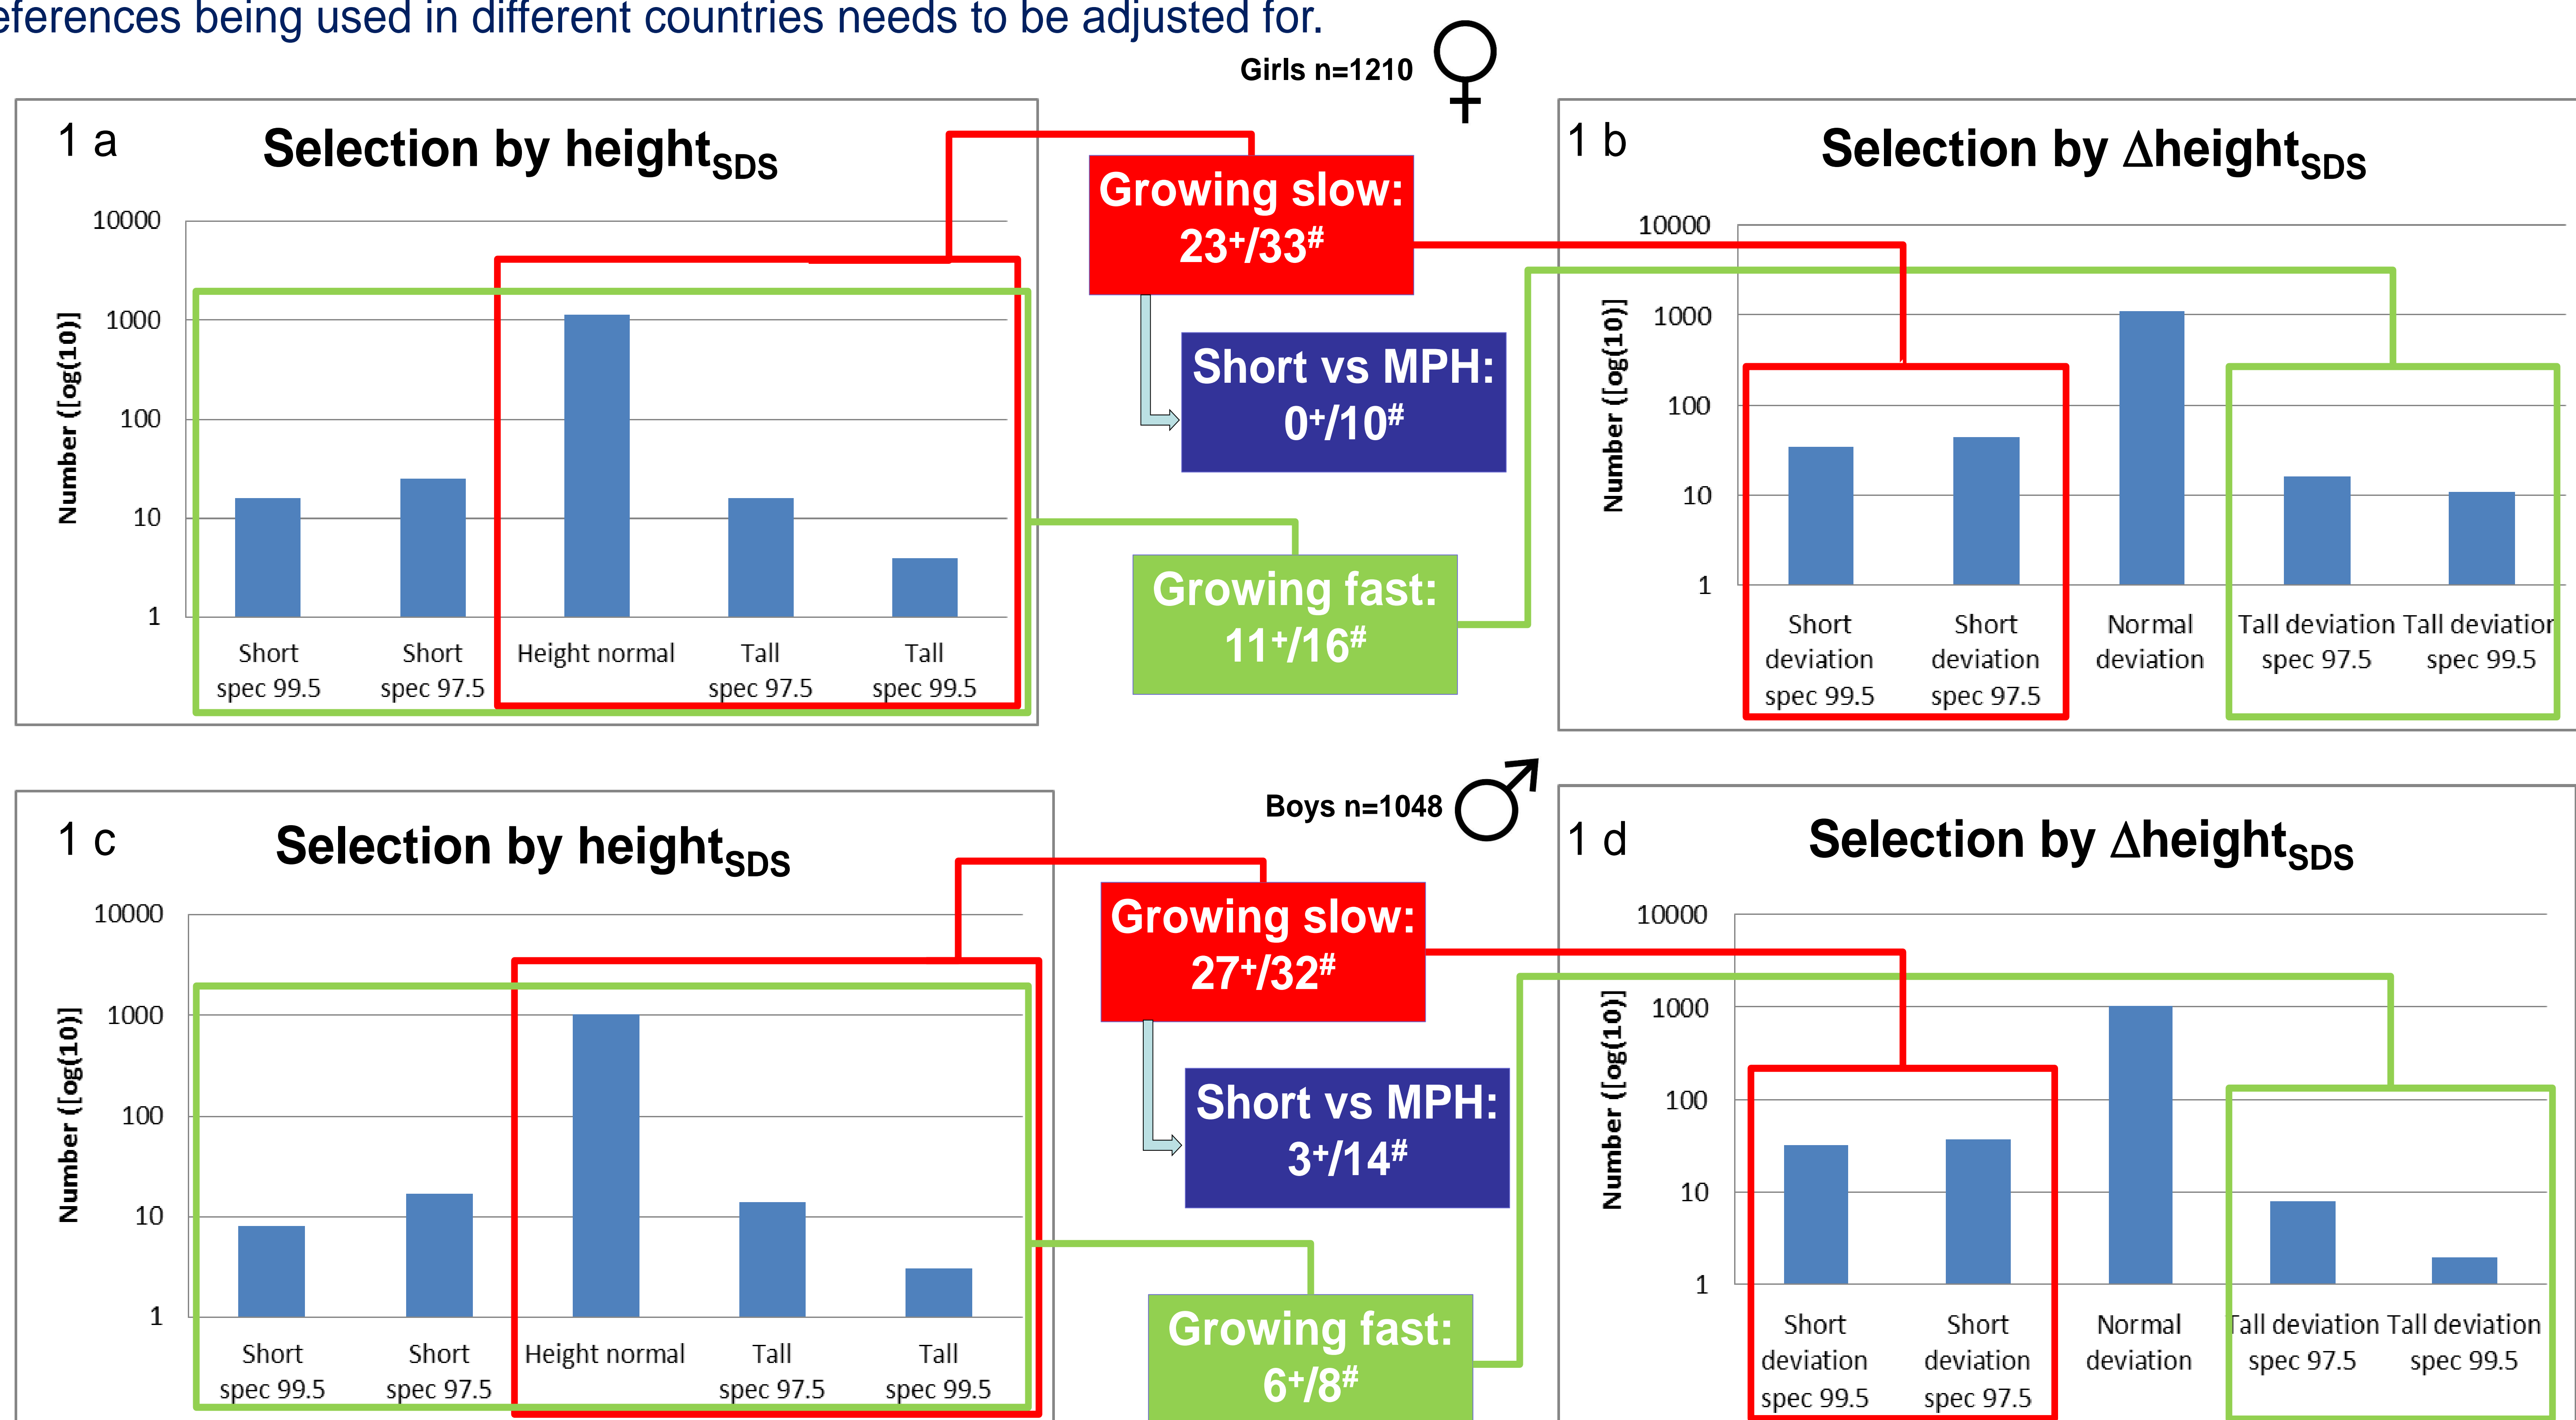 eferences being used in different countries needs to be adjusted for.
Girls n=1210
1 a
Selection by heightSDS
10000
1000
100
10
1
Number ([og(10)]
Short
spec 99.5
Short
spec 97.5
Height normal
Tall
spec 97.5
Tall
spec 99.5
Growing slow:
23+/33#
Short vs MPH:
0+/10#
Growing fast:
11+/16#
1 b
Selection by ΔheightSDS
10000
1000
100
10
1
Number ([og(10)]
Short
deviation
spec 99.5
Short
deviation
spec 97.5
Normal
deviation
Tall deviation
spec 97.5
Tall deviation
spec 99.5
Boys n=1048
1 c
Selection by heightSDS
10000
1000
100
10
1
Number ([og(10)]
Short
spec 99.5
Short
spec 97.5
Height normal
Tall
spec 97.5
Tall
spec 99.5
Growing slow:
27+/32#
Short vs MPH:
3+/14#
Growing fast:
6+/8#
1 d
Selection by ΔheightSDS
10000
1000
100
10
1
Number ([og(10)]
Short
deviation
spec 99.5
Short
deviation
spec 97.5
Normal
deviation
Tall deviation
spec 97.5
Tall deviation
spec 99.5